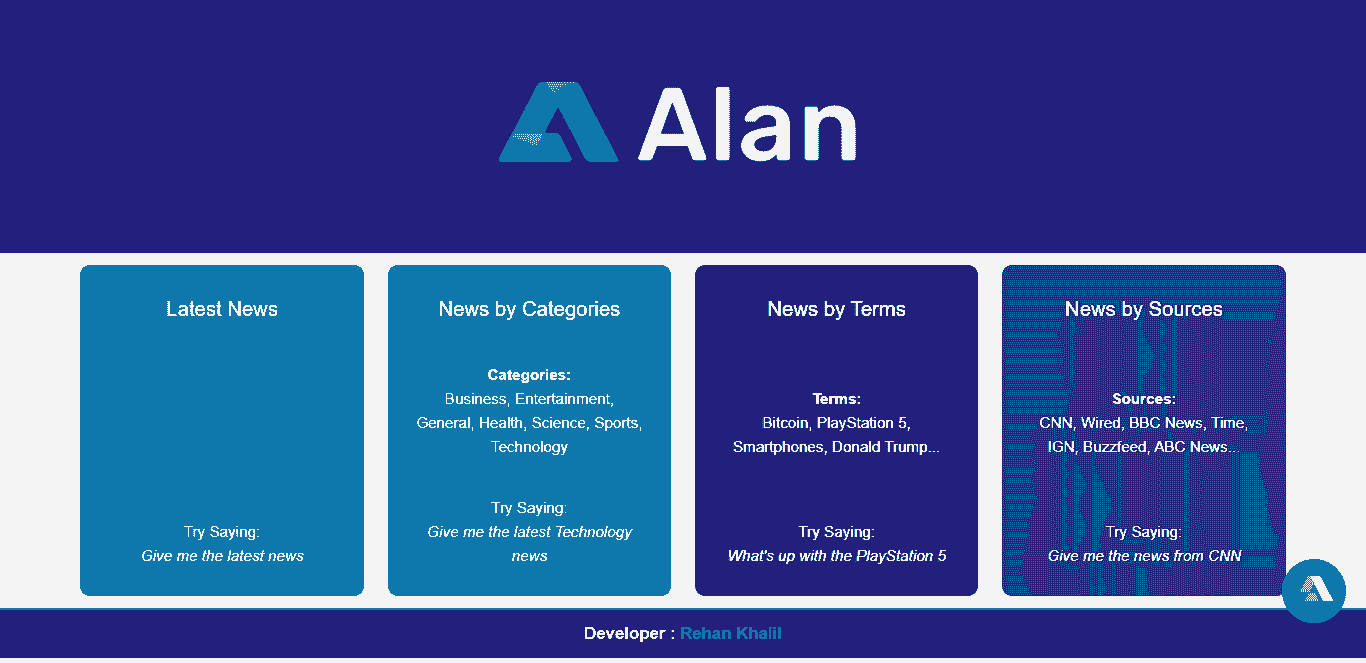 Alan
Latest News
Try Saying:
Give me the latest news
News by Categories
Categories:
Business, Entertainment,
General, Health, Science, Sports,
Technology
Try Saying:
Give me the latest Technology
news
News by Terms
Terms:
Bitcoin, PlayStation 5,
Smartphones, Donald Trump...
Try Saying:
What's up with the PlayStation 5
News by Sources
Sources:
CNN, Wired, BBC News, Time,
IGN, Buzzfeed, ABC News...
Try Saying:
Give me the news from CNN
Developer : Rehan Khalil